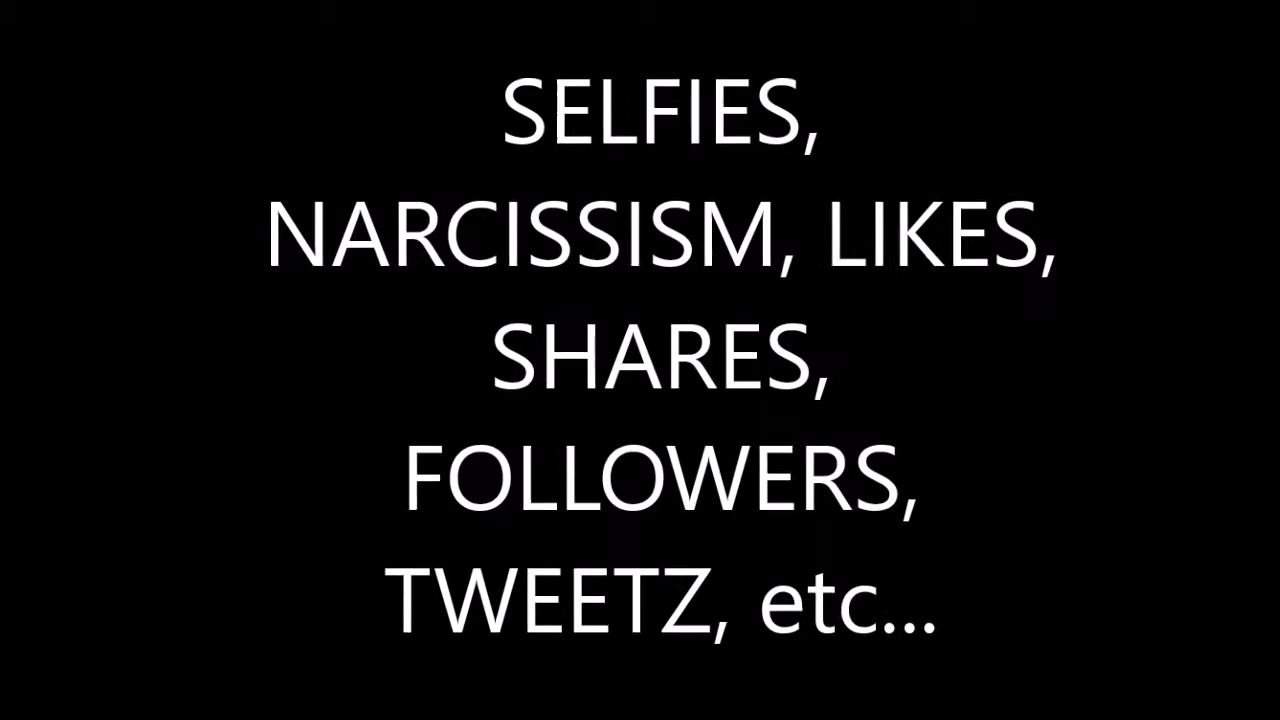 SELFIES,
NARCISSISM, LIKES,
SHARES,
FOLLOWERS,
TWEETZ, etc...